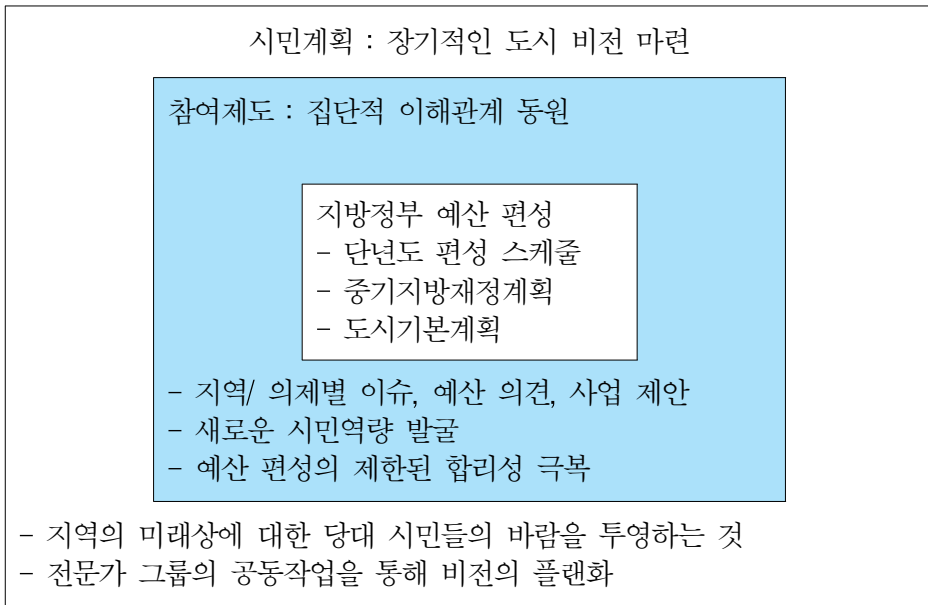 시민계획 : 장기적인 도시 비전 마련
참여제도 : 집단적 이해관계 동원
지방정부 예산 편성
- 단년도 편성 스케줄
- 중기지방재정계획
- 도시기본계획
- 지역/ 의제별 이슈, 예산 의견, 사업 제안
- 새로운 시민역량 발굴
- 예산 편성의 제한된 합리성 극복
- 지역의 미래상에 대한 당대 시민들의 바람을 투영하는 것
- 전문가 그룹의 공동작업을 통해 비전의 플랜화